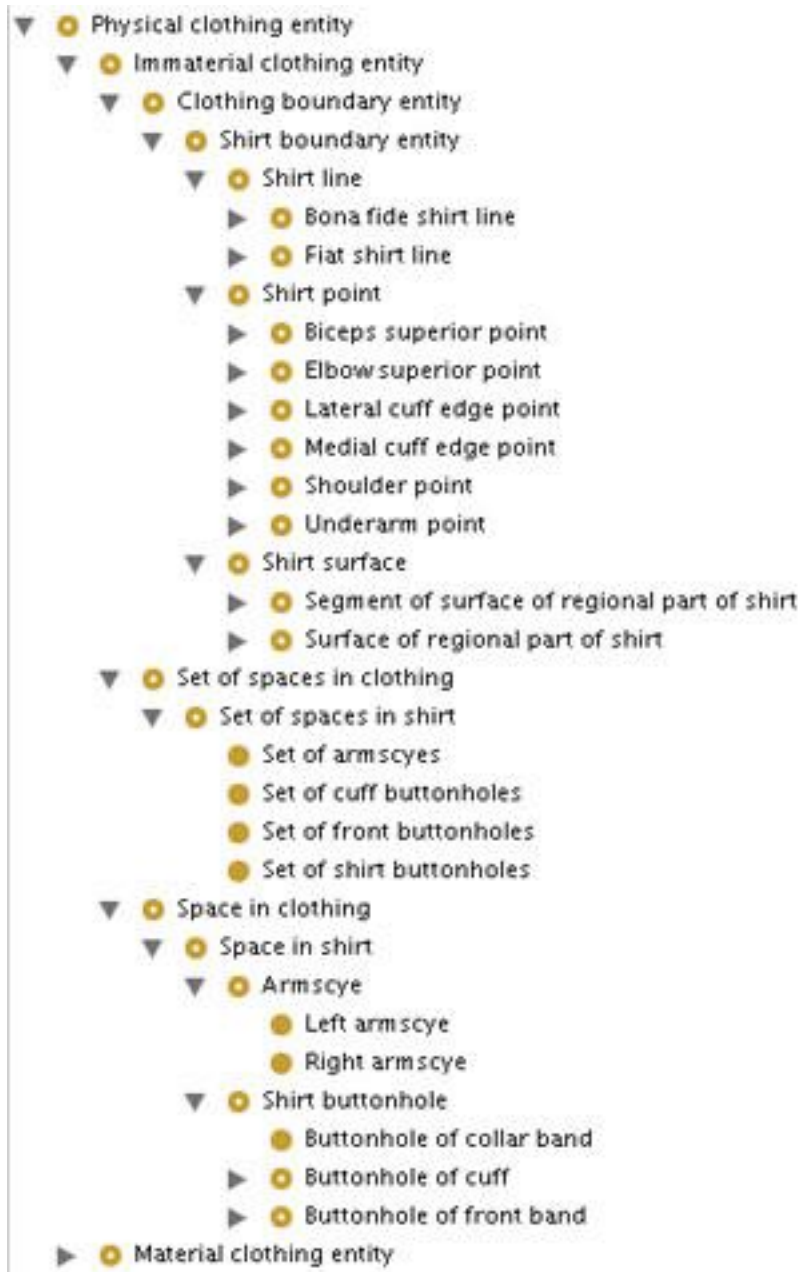 Physical clothing entity
Immaterial clothing entity
Clothing boundary entity
Shirt boundary entity
Shirt line
Bona fide shirt line
Fiat shirt line
Shirt point
Biceps superior point
Elbow superior point
Lateral cuff edge point
Medial cuff edge point
Shoulder point
Underarm point
Shirt surface
Segment of surface of regional part of shirt
Surface of regional part of shirt
Set of spaces in clothing
Set of spaces in shirt
Set of armscyes
Set of cuff buttonholes
Set of front buttonholes
Set of shirt buttonholes
Space in clothing
Space in shirt
Armscye
Left armscye
Right armscye
Shirt buttonhole
Buttonhole of collar band
Buttonhole of cuff
Buttonhole of front band
Material clothing entity